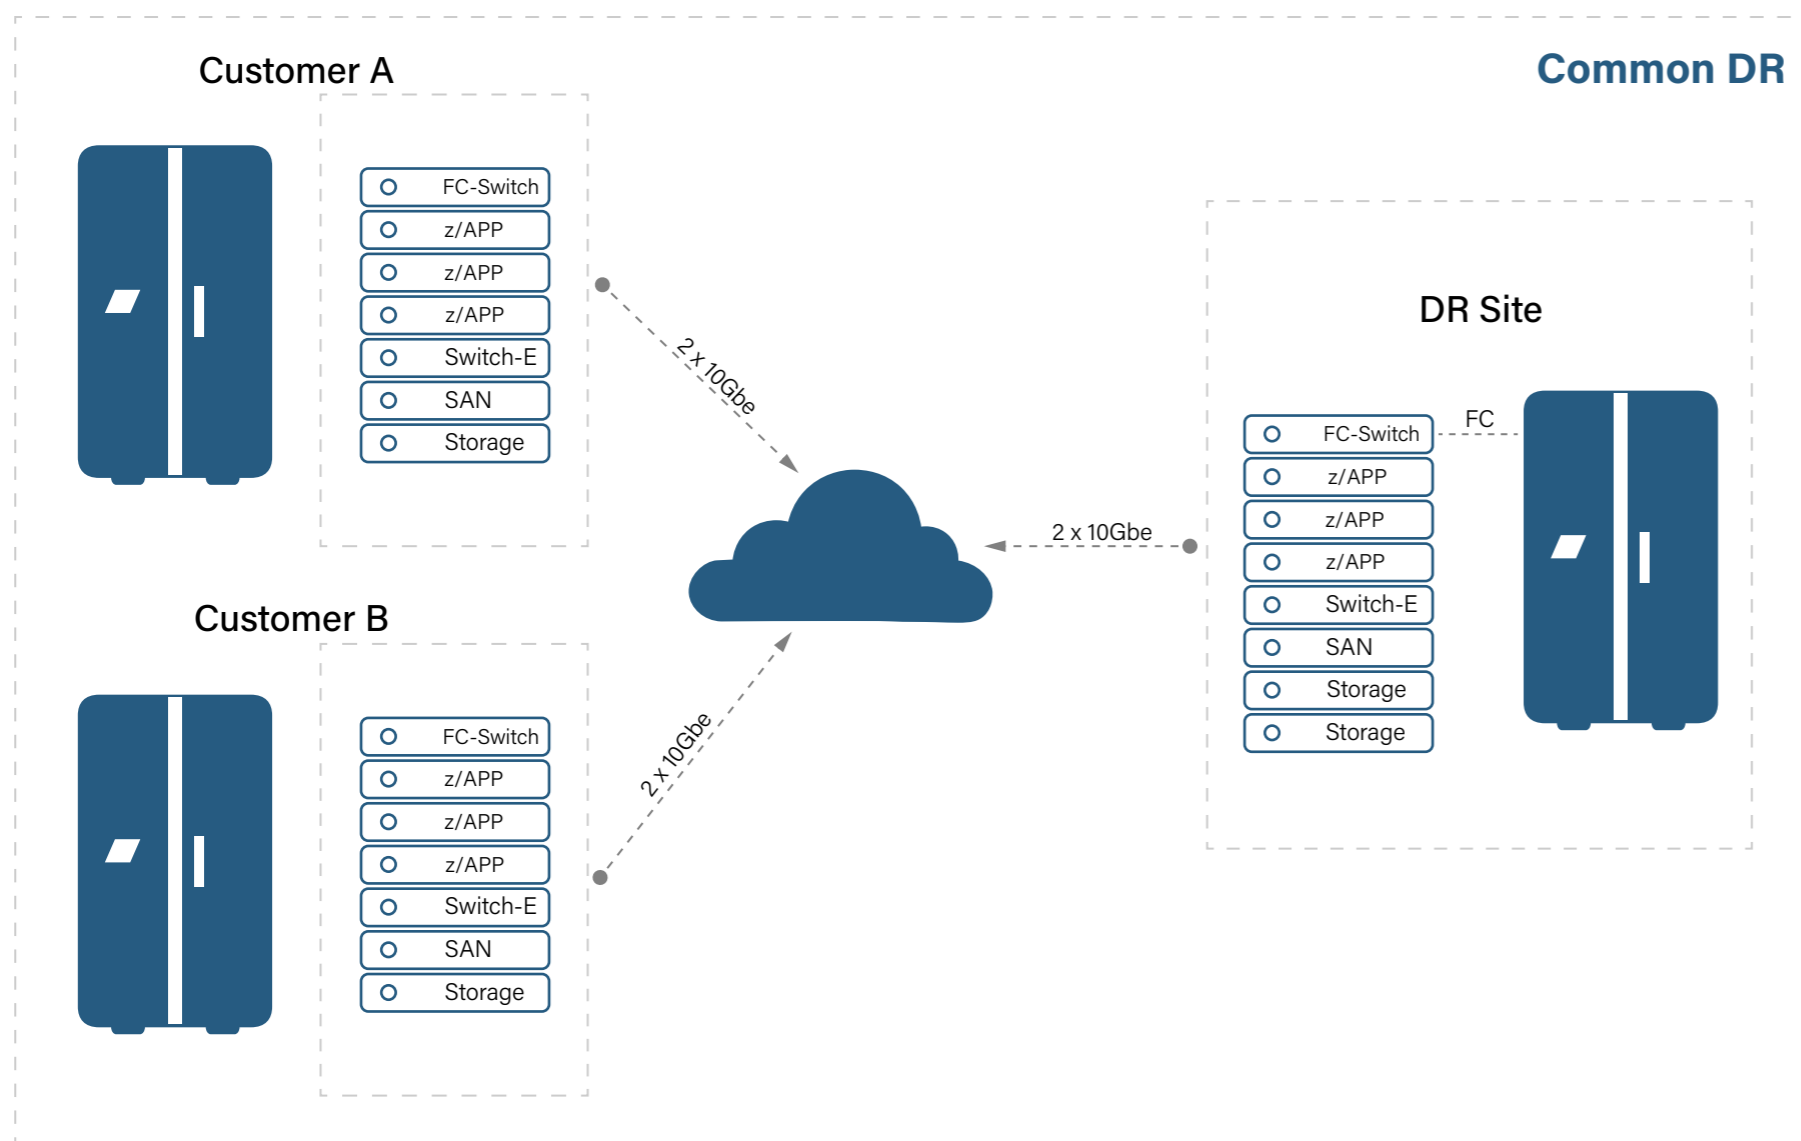 Common DR
Customer A
FC-Switch
z/APP
z/APP
z/APP
Switch-E
SAN
Storage
2 x 10Gbe
Customer B
FC-Switch
z/APP
z/APP
z/APP
Switch-E
SAN
Storage
2 x 10Gbe
2 x 10Gbe
DR Site
FC-Switch
FC
z/APP
z/APP
z/APP
Switch-E
SAN
Storage
Storage